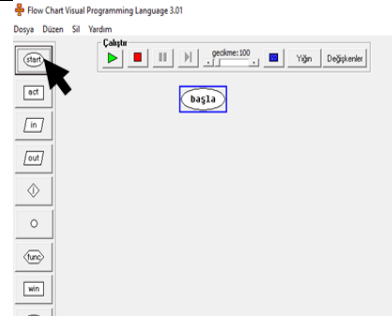 Flow Chart Visual Programming Language 3.01
Dosya Düzen Sil Yardım
Çalıştır
gecikme:100
Yığın
Değişkenler
start
başla
act
in
out
I
func
win